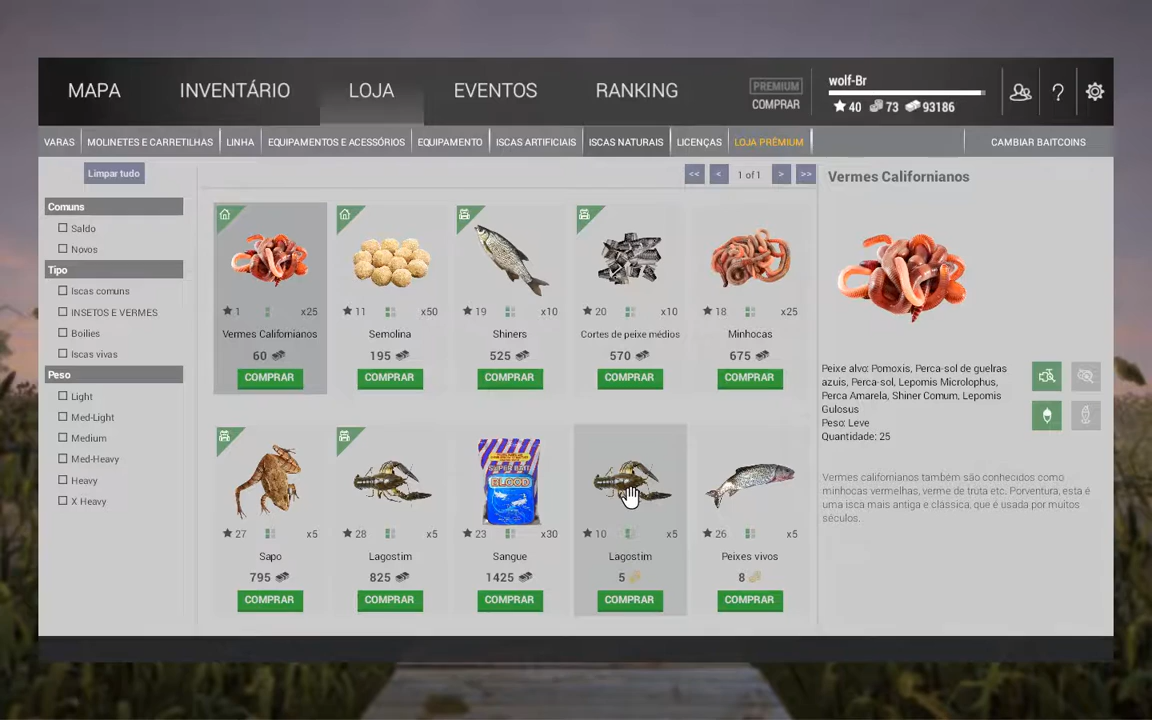 MAPA INVENTÁRIO LOJA EVENTOS RANKING PREMIUM COMPRAR wolf-Br 40 73 93186 ?
VARAS MOLINETES E CARRETILHAS LINHA EQUIPAMENTOS E ACESSÓRIOS EQUIPAMENTO ISCAS ARTIFICIAIS ISCAS NATURAIS LICENÇAS LOJA PRÊMIUM CAMBIAR BAITCOINS
Limpar tudo
<< < 1 of 1 > >>
Comuns
Saldo
Novos
Tipo
Iscas comuns
INSETOS E VERMES
Boilies
Iscas vivas
Peso
Light
Med-Light
Medium
Med-Heavy
Heavy
X Heavy
1 x25 11 x50 19 x10 20 x10 18 x25
Vermes Californianos Semolina Shiners Cortes de peixe médios Minhocas
60 195 525 570 675
COMPRAR COMPRAR COMPRAR COMPRAR COMPRAR
SUPER BAIT
BLOOD
27 x5 28 x5 23 x30 10 x5 26 x5
Sapo Lagostim Sangue Lagostim Peixes vivos
795 825 1425 5 8
COMPRAR COMPRAR COMPRAR COMPRAR COMPRAR
Vermes Californianos
Peixe alvo: Pomoxis, Perca-sol de guelras
azuis, Perca-sol, Lepomis Microlophus,
Perca Amarela, Shiner Comum, Lepomis
Gulosus
Peso: Leve
Quantidade: 25
Vermes californianos também são conhecidos como
minhocas vermelhas, verme de truta etc. Porventura, esta é
uma isca mais antiga e clássica, que é usada por muitos
séculos.